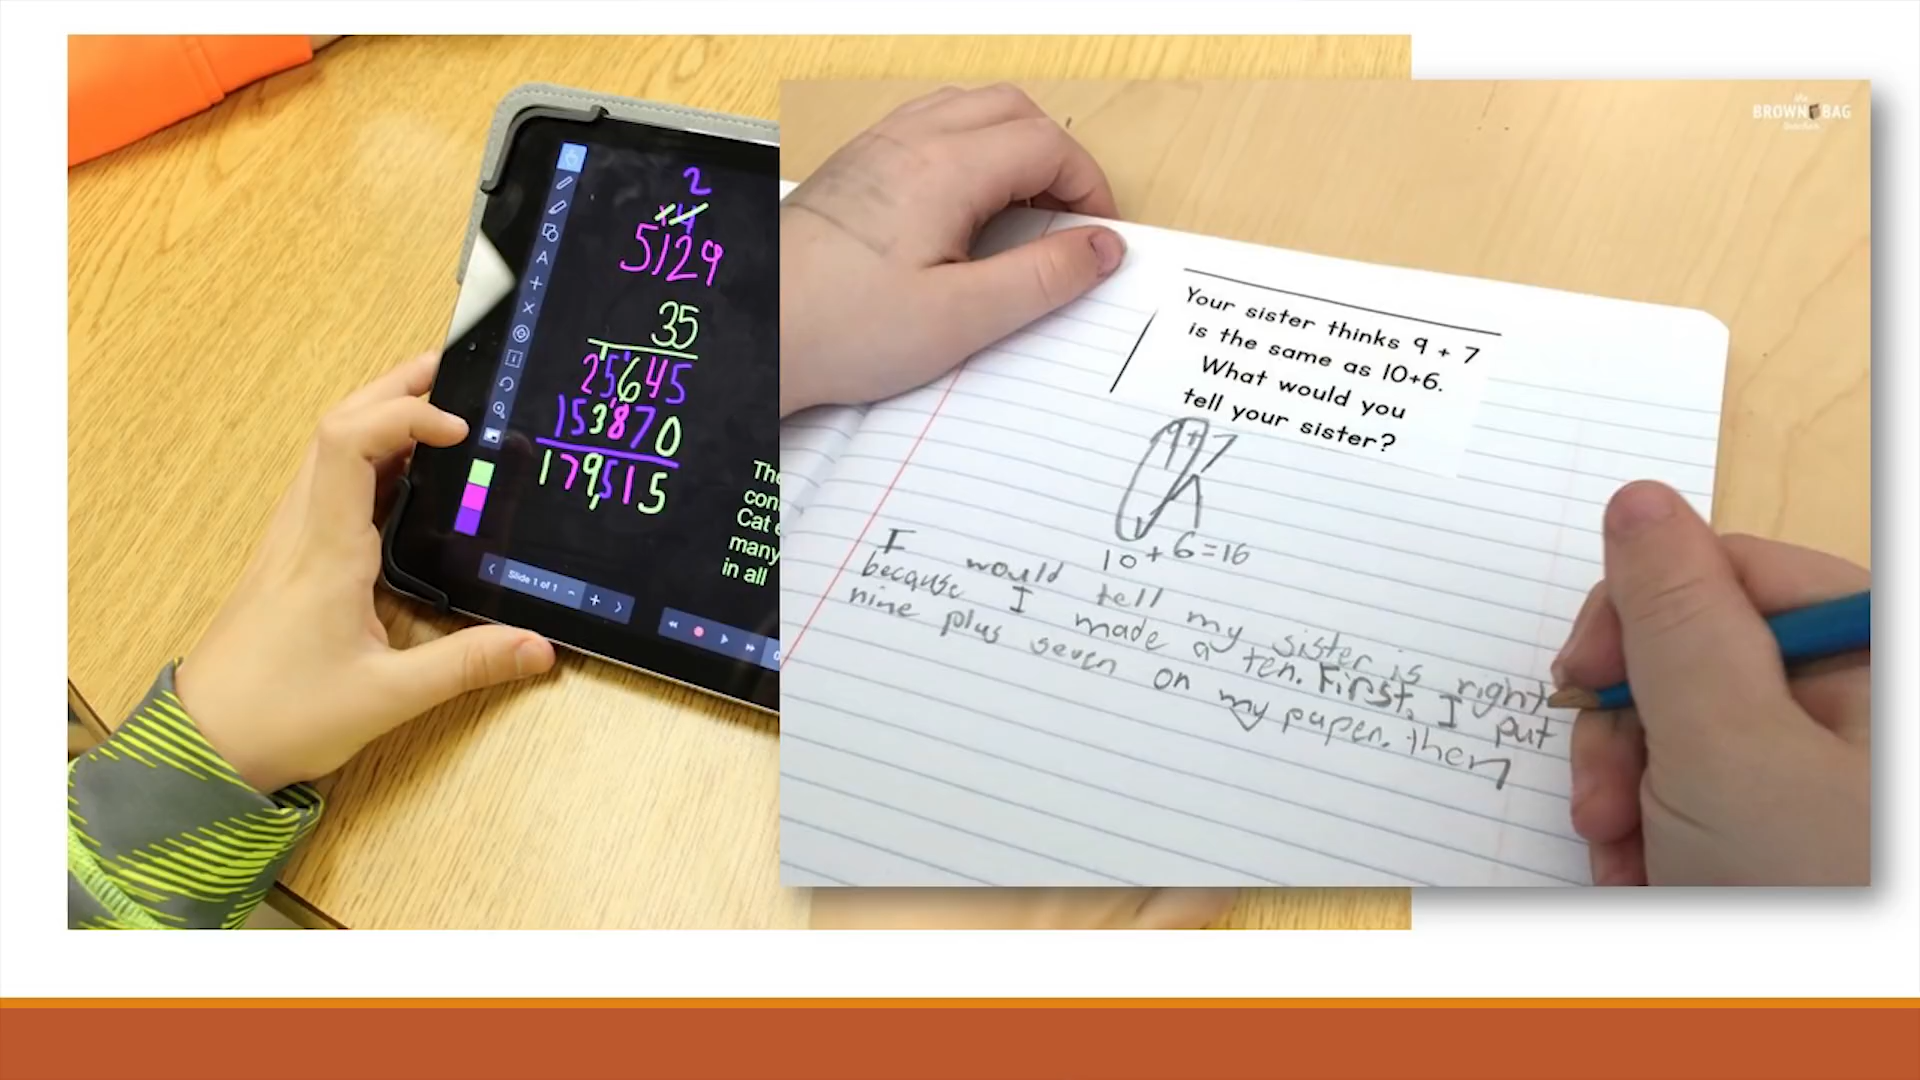 2
5129
35
25645
153870
179,515
The
con
Cat
many
in all
Slide 1 of 1
the
BROWN BAG
Your sister thinks 9 + 7
is the same as 10+6.
What would you
tell your sister?
9+7
10+6=16
I would tell my sister is right
because I made a ten. First, I put
nine plus seven on my paper. then